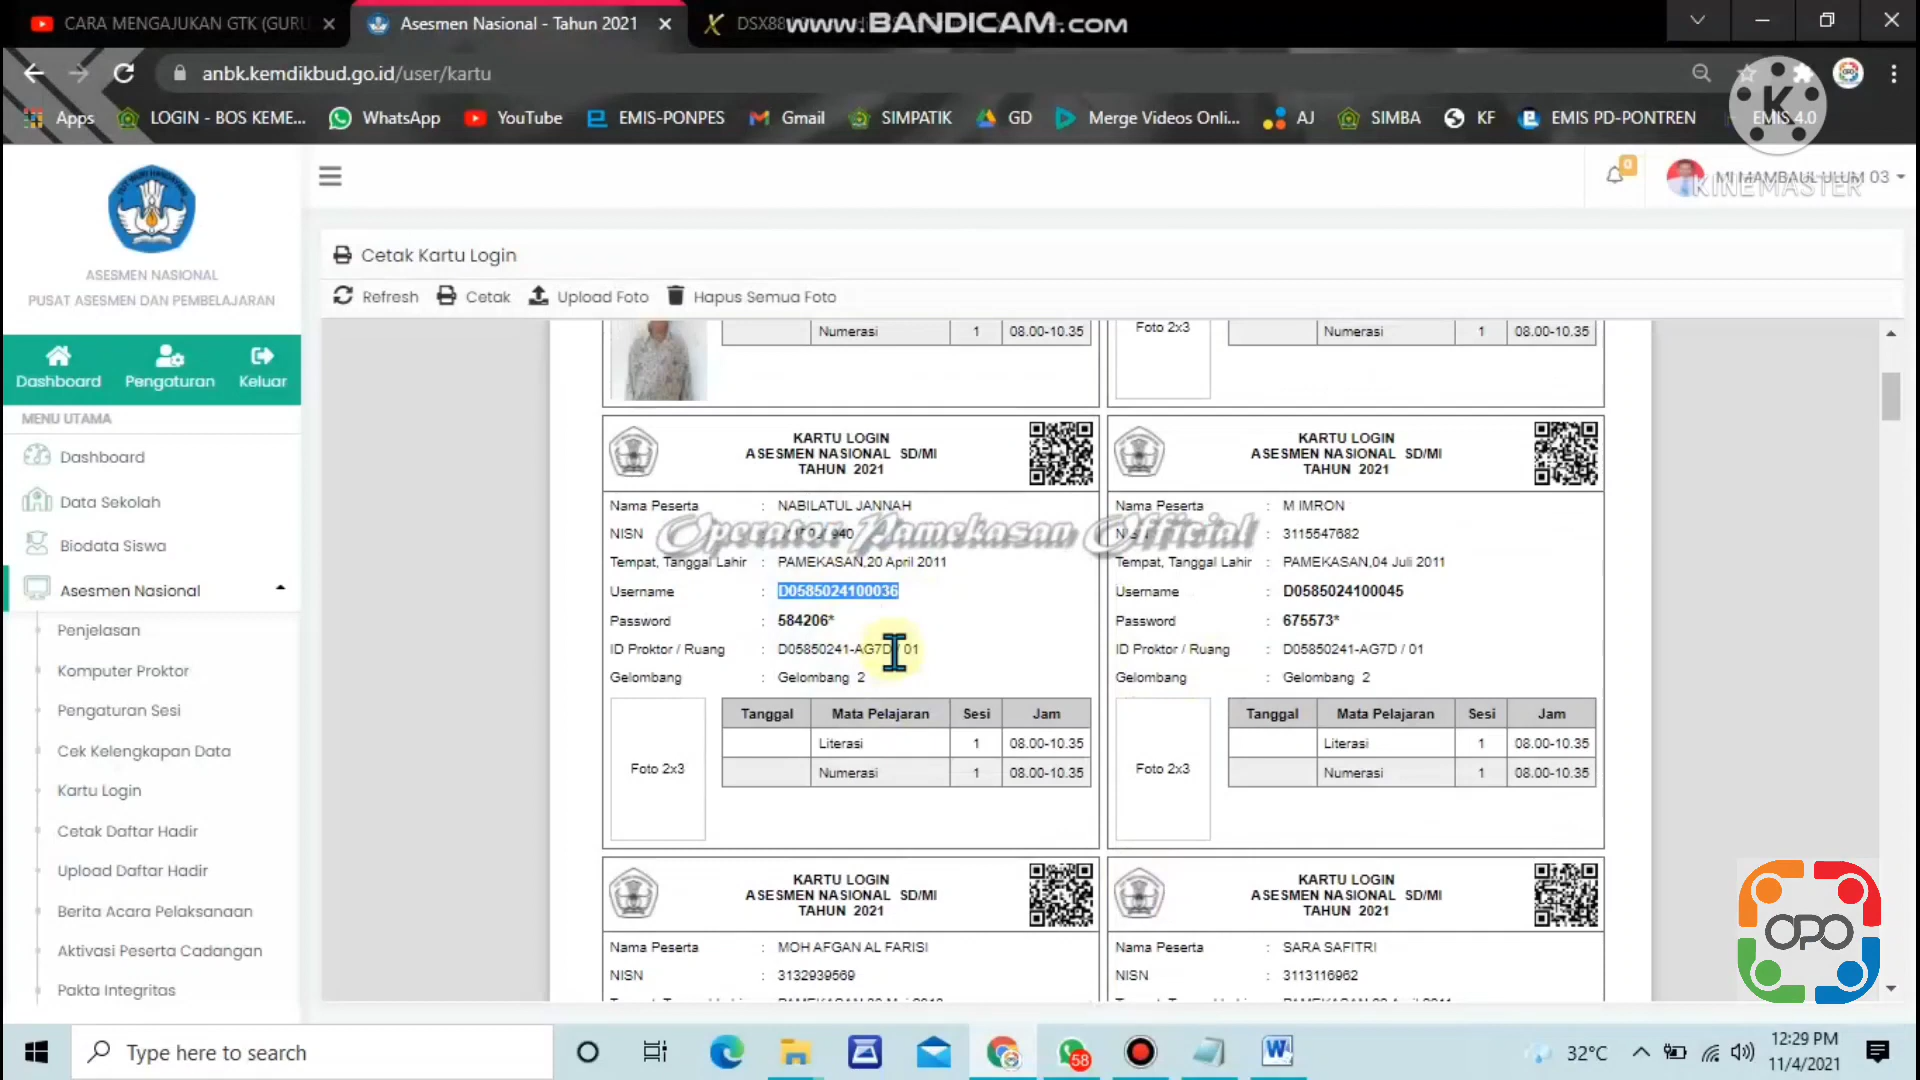 CARA MENGAJUKAN GTK (GURU
Asesmen Nasional - Tahun 2021
DSX88
www.BANDICAM.com
anbk.kemdikbud.go.id/user/kartu
Apps
LOGIN - BOS KEME...
WhatsApp
YouTube
EMIS-PONPES
Gmail
SIMPATIK
GD
Merge Videos Onli...
AJ
SIMBA
KF
EMIS PD-PONTREN
EMIS 4.0
K
0
MI MAMBAUL ULUM 03
KINEMASTER
ASESMEN NASIONAL
PUSAT ASESMEN DAN PEMBELAJARAN
Dashboard
Pengaturan
Keluar
MENU UTAMA
Dashboard
Data Sekolah
Biodata Siswa
Asesmen Nasional
Penjelasan
Komputer Proktor
Pengaturan Sesi
Cek Kelengkapan Data
Kartu Login
Cetak Daftar Hadir
Upload Daftar Hadir
Berita Acara Pelaksanaan
Aktivasi Peserta Cadangan
Pakta Integritas
Cetak Kartu Login
Refresh Cetak Upload Foto Hapus Semua Foto
Numerasi 1 08.00-10.35
Foto 2x3
Numerasi 1 08.00-10.35
KARTU LOGIN
ASESMEN NASIONAL SD/MI
TAHUN 2021
Nama Peserta : NABILATUL JANNAH
NISN
Tempat, Tanggal Lahir : PAMEKASAN,20 April 2011
Username : D0585024100036
Password : 584206*
ID Proktor / Ruang : D05850241-AG7D / 01
Gelombang : Gelombang 2
Foto 2x3
Tanggal Mata Pelajaran Sesi Jam
Literasi 1 08.00-10.35
Numerasi 1 08.00-10.35
KARTU LOGIN
ASESMEN NASIONAL SD/MI
TAHUN 2021
Nama Peserta : M IMRON
NISN : 3115547682
Tempat, Tanggal Lahir : PAMEKASAN,04 Juli 2011
Username : D0585024100045
Password : 675573*
ID Proktor / Ruang : D05850241-AG7D / 01
Gelombang : Gelombang 2
Foto 2x3
Tanggal Mata Pelajaran Sesi Jam
Literasi 1 08.00-10.35
Numerasi 1 08.00-10.35
Operator Pamekasan Official
KARTU LOGIN
ASESMEN NASIONAL SD/MI
TAHUN 2021
Nama Peserta : MOH AFGAN AL FARISI
NISN : 3132939569
KARTU LOGIN
ASESMEN NASIONAL SD/MI
TAHUN 2021
Nama Peserta : SARA SAFITRI
NISN : 3113116962
OPO
Type here to search
58
32°C
12:29 PM
11/4/2021